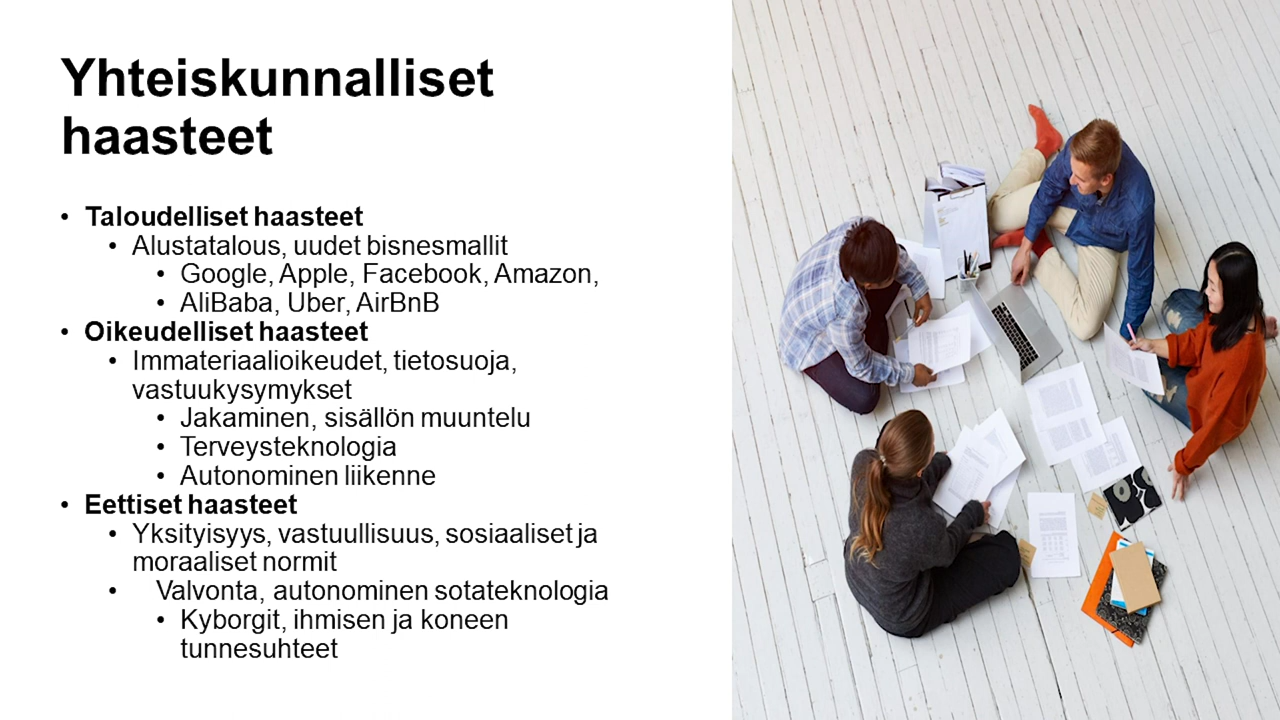 Yhteiskunnalliset
haasteet
• Taloudelliset haasteet
• Alustatalous, uudet bisnesmallit
• Google, Apple, Facebook, Amazon,
• AliBaba, Uber, AirBnB
• Oikeudelliset haasteet
• Immateriaalioikeudet, tietosuoja,
vastuukysymykset
• Jakaminen, sisällön muuntelu
• Terveysteknologia
• Autonominen liikenne
• Eettiset haasteet
• Yksityisyys, vastuullisuus, sosiaaliset ja
moraaliset normit
• Valvonta, autonominen sotateknologia
• Kyborgit, ihmisen ja koneen
tunnesuhteet